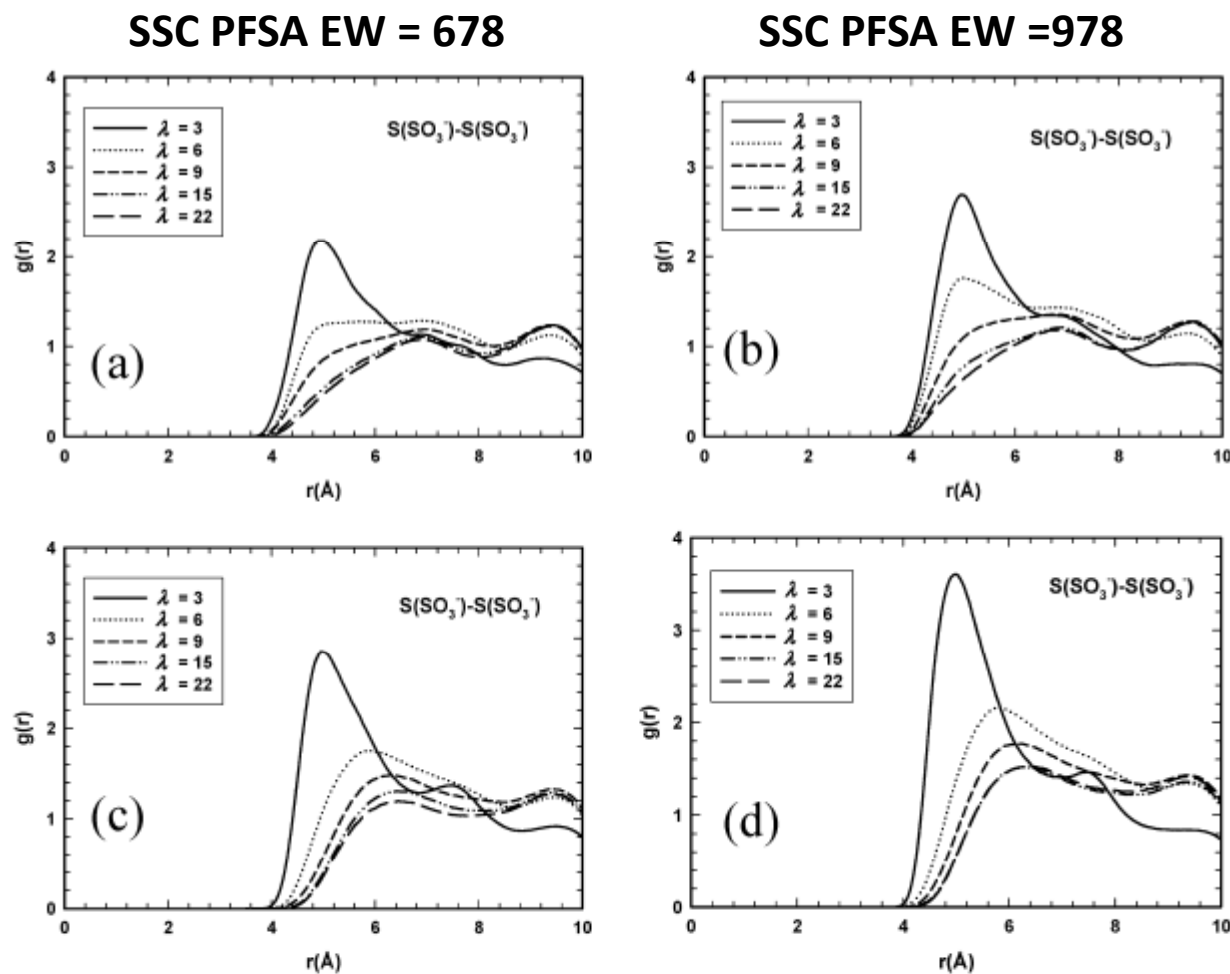 SSC PFSA EW = 678
SSC PFSA EW =978
4
3
2
1
0
g(r)
λ = 3
λ = 6
λ = 9
λ = 15
λ = 22
S(SO₃⁻)-S(SO₃⁻)
(a)
0 2 4 6 8 10
r(Å)
4
3
2
1
0
g(r)
λ = 3
λ = 6
λ = 9
λ = 15
λ = 22
S(SO₃⁻)-S(SO₃⁻)
(b)
0 2 4 6 8 10
r(Å)
4
3
2
1
0
g(r)
λ = 3
λ = 6
λ = 9
λ = 15
λ = 22
S(SO₃⁻)-S(SO₃⁻)
(c)
0 2 4 6 8 10
r(Å)
4
3
2
1
0
g(r)
λ = 3
λ = 6
λ = 9
λ = 15
λ = 22
S(SO₃⁻)-S(SO₃⁻)
(d)
0 2 4 6 8 10
r(Å)